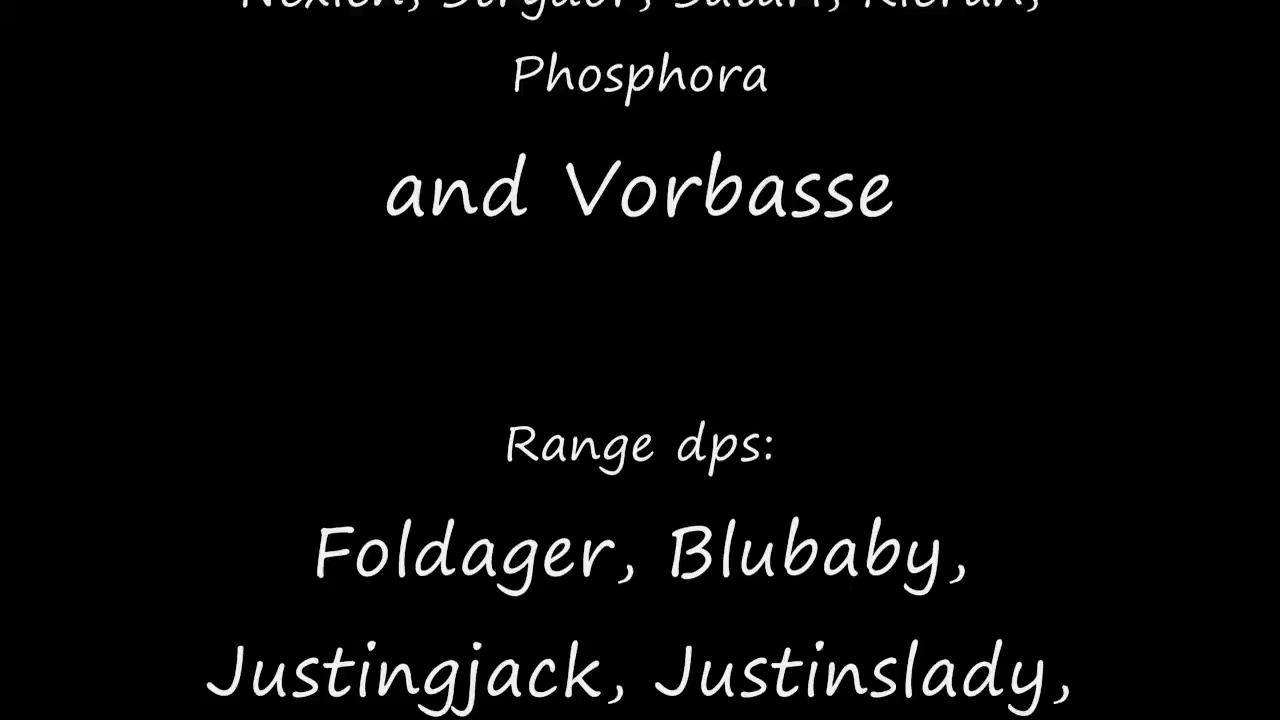 Phosphora
and Vorbasse
Range dps:
Foldager, Blubaby,
Justingjack, Justinslady,